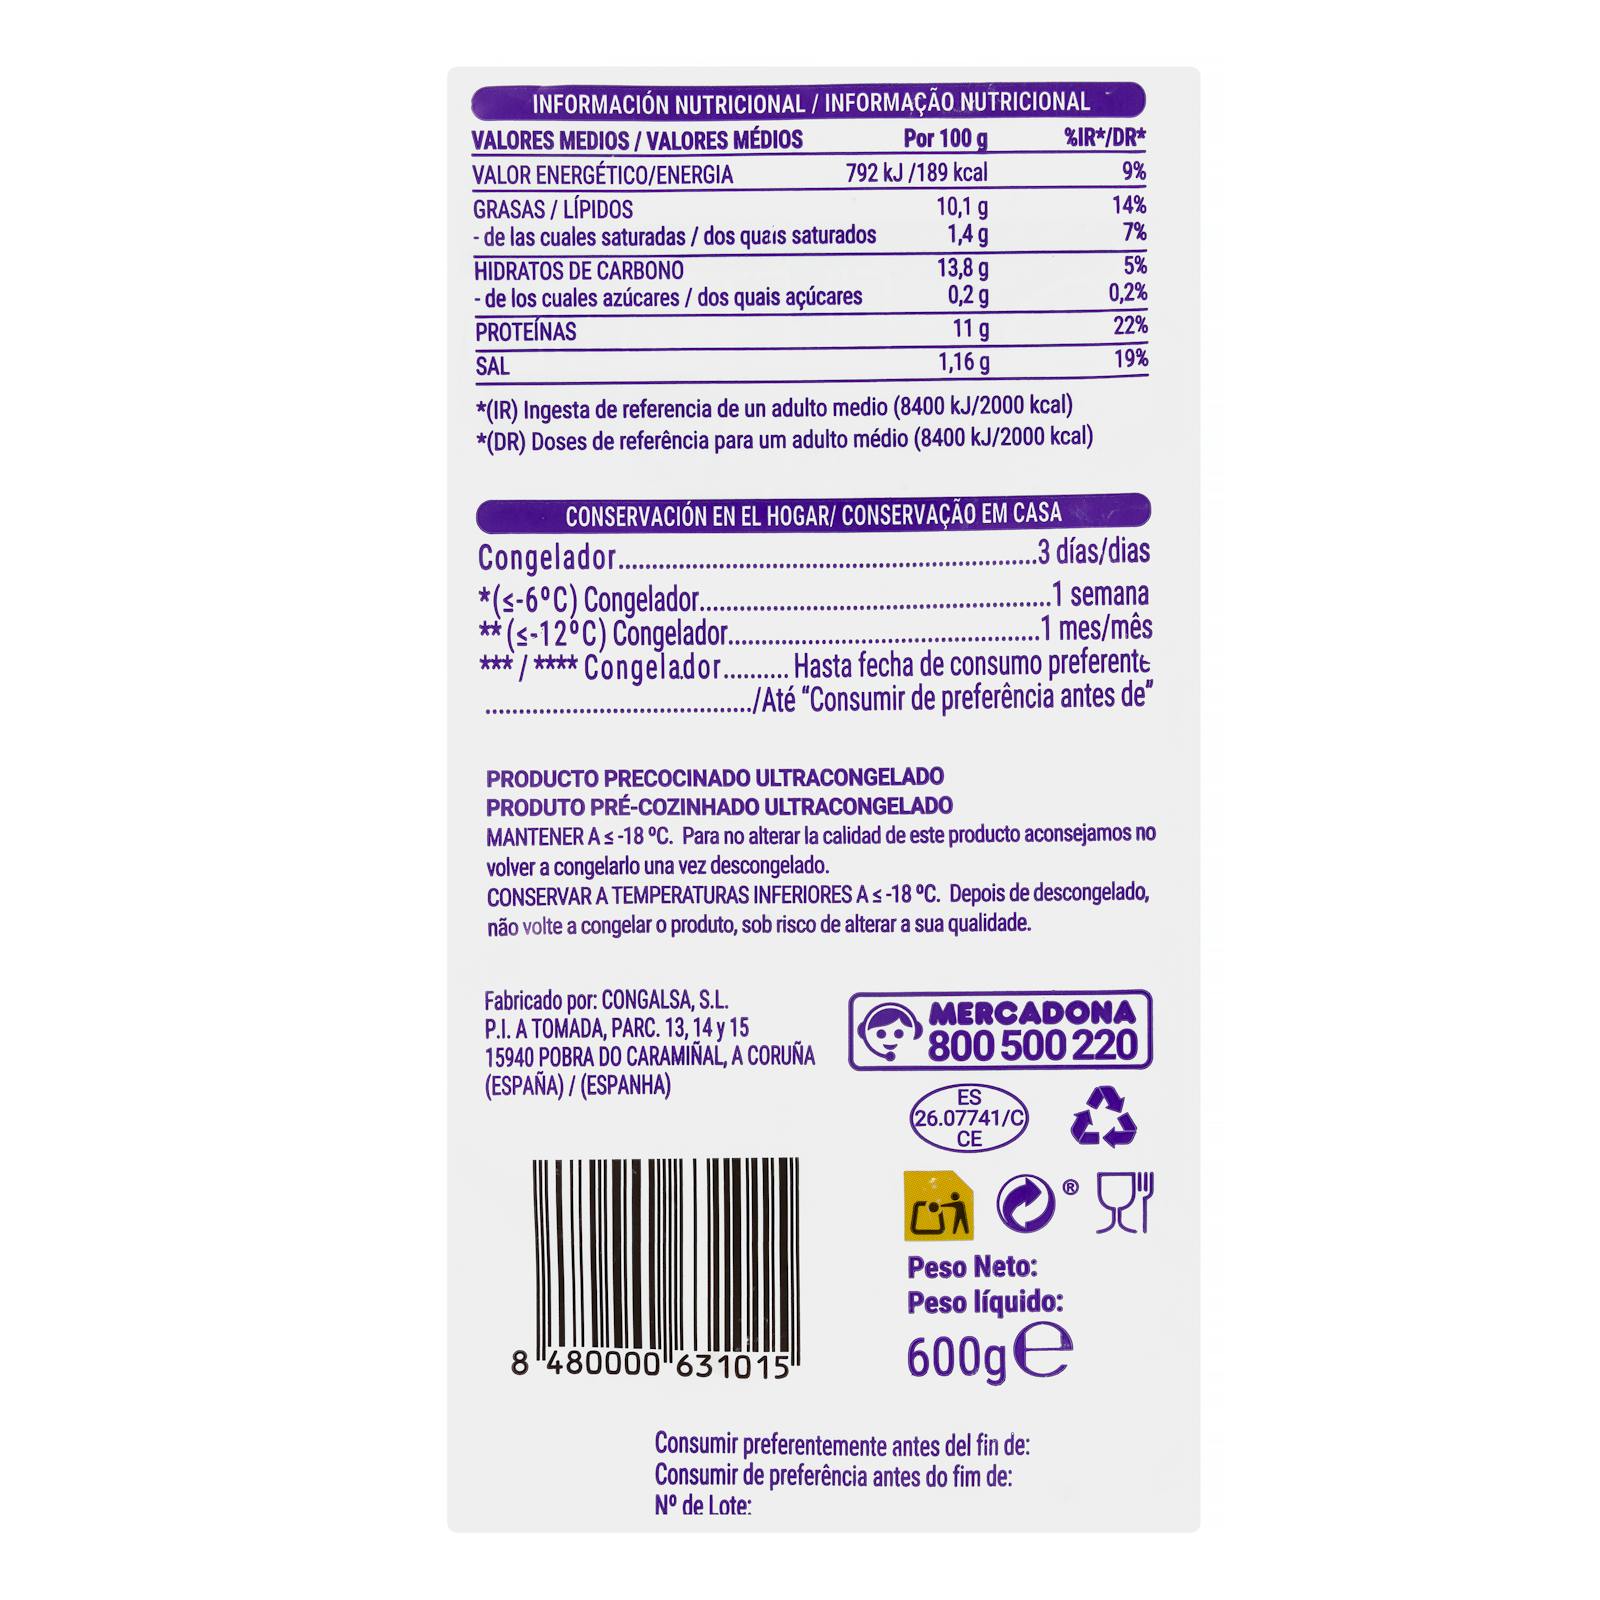 INFORMACIÓN NUTRICIONAL / INFORMAÇÃO NUTRICIONAL
VALORES MEDIOS / VALORES MÉDIOS Por 100 g %IR*/DR*
VALOR ENERGÉTICO/ENERGIA 792 kJ /189 kcal 9%
GRASAS / LÍPIDOS 10,1 g 14%
- de las cuales saturadas / dos quais saturados 1,4 g 7%
HIDRATOS DE CARBONO 13,8 g 5%
- de los cuales azúcares / dos quais açúcares 0,2 g 0,2%
PROTEÍNAS 11 g 22%
SAL 1,16 g 19%
*(IR) Ingesta de referencia de un adulto medio (8400 kJ/2000 kcal)
*(DR) Doses de referência para um adulto médio (8400 kJ/2000 kcal)
CONSERVACIÓN EN EL HOGAR/ CONSERVAÇÃO EM CASA
Congelador..............................3 días/dias
*(≤-6ºC) Congelador..............................1 semana
**(≤-12ºC) Congelador..............................1 mes/mês
*** / **** Congelador.......... Hasta fecha de consumo preferente
......................................../Até “Consumir de preferência antes de”
PRODUCTO PRECOCINADO ULTRACONGELADO
PRODUTO PRÉ-COZINHADO ULTRACONGELADO
MANTENER A ≤ -18 ºC. Para no alterar la calidad de este producto aconsejamos no
volver a congelarlo una vez descongelado.
CONSERVAR A TEMPERATURAS INFERIORES A ≤ -18 ºC. Depois de descongelado,
não volte a congelar o produto, sob risco de alterar a sua qualidade.
Fabricado por: CONGALSA, S.L.
P.I. A TOMADA, PARC. 13, 14 y 15
15940 POBRA DO CARAMIÑAL, A CORUÑA
(ESPAÑA) / (ESPANHA)
MERCADONA
800 500 220
ES
26.07741/C
CE
®
Peso Neto:
Peso líquido:
600g e
8 480000 631015
Consumir preferentemente antes del fin de:
Consumir de preferência antes do fim de:
Nº de Lote: